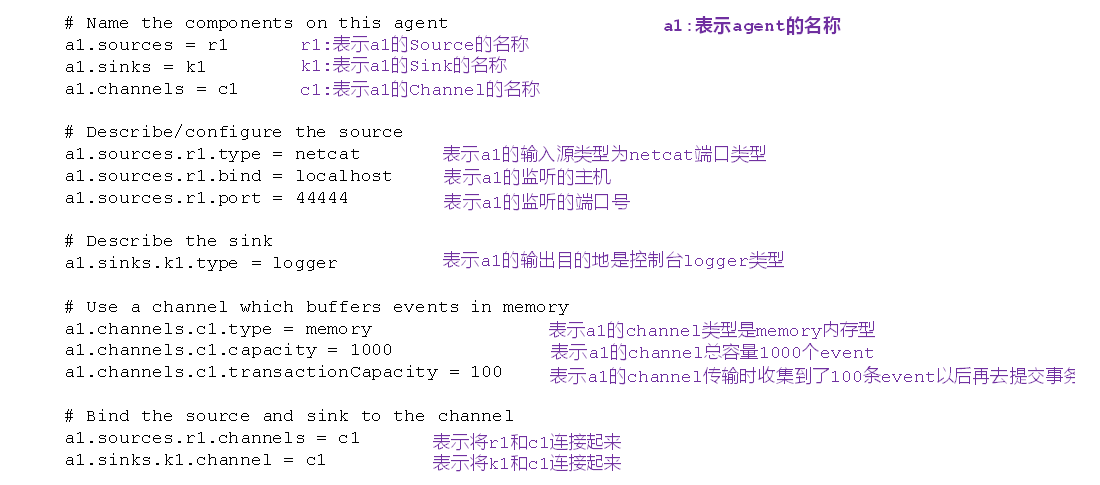 # Name the components on this agent a1:表示agent的名称
a1.sources = r1 r1:表示a1的Source的名称
a1.sinks = k1 k1:表示a1的Sink的名称
a1.channels = c1 c1:表示a1的Channel的名称
# Describe/configure the source
a1.sources.r1.type = netcat 表示a1的输入源类型为netcat端口类型
a1.sources.r1.bind = localhost 表示a1的监听的主机
a1.sources.r1.port = 44444 表示a1的监听的端口号
# Describe the sink
a1.sinks.k1.type = logger 表示a1的输出目的地是控制台logger类型
# Use a channel which buffers events in memory
a1.channels.c1.type = memory 表示a1的channel类型是memory内存型
a1.channels.c1.capacity = 1000 表示a1的channel总容量1000个event
a1.channels.c1.transactionCapacity = 100 表示a1的channel传输时收集到了100条event以后再去提交事务
# Bind the source and sink to the channel
a1.sources.r1.channels = c1 表示将r1和c1连接起来
a1.sinks.k1.channel = c1 表示将k1和c1连接起来